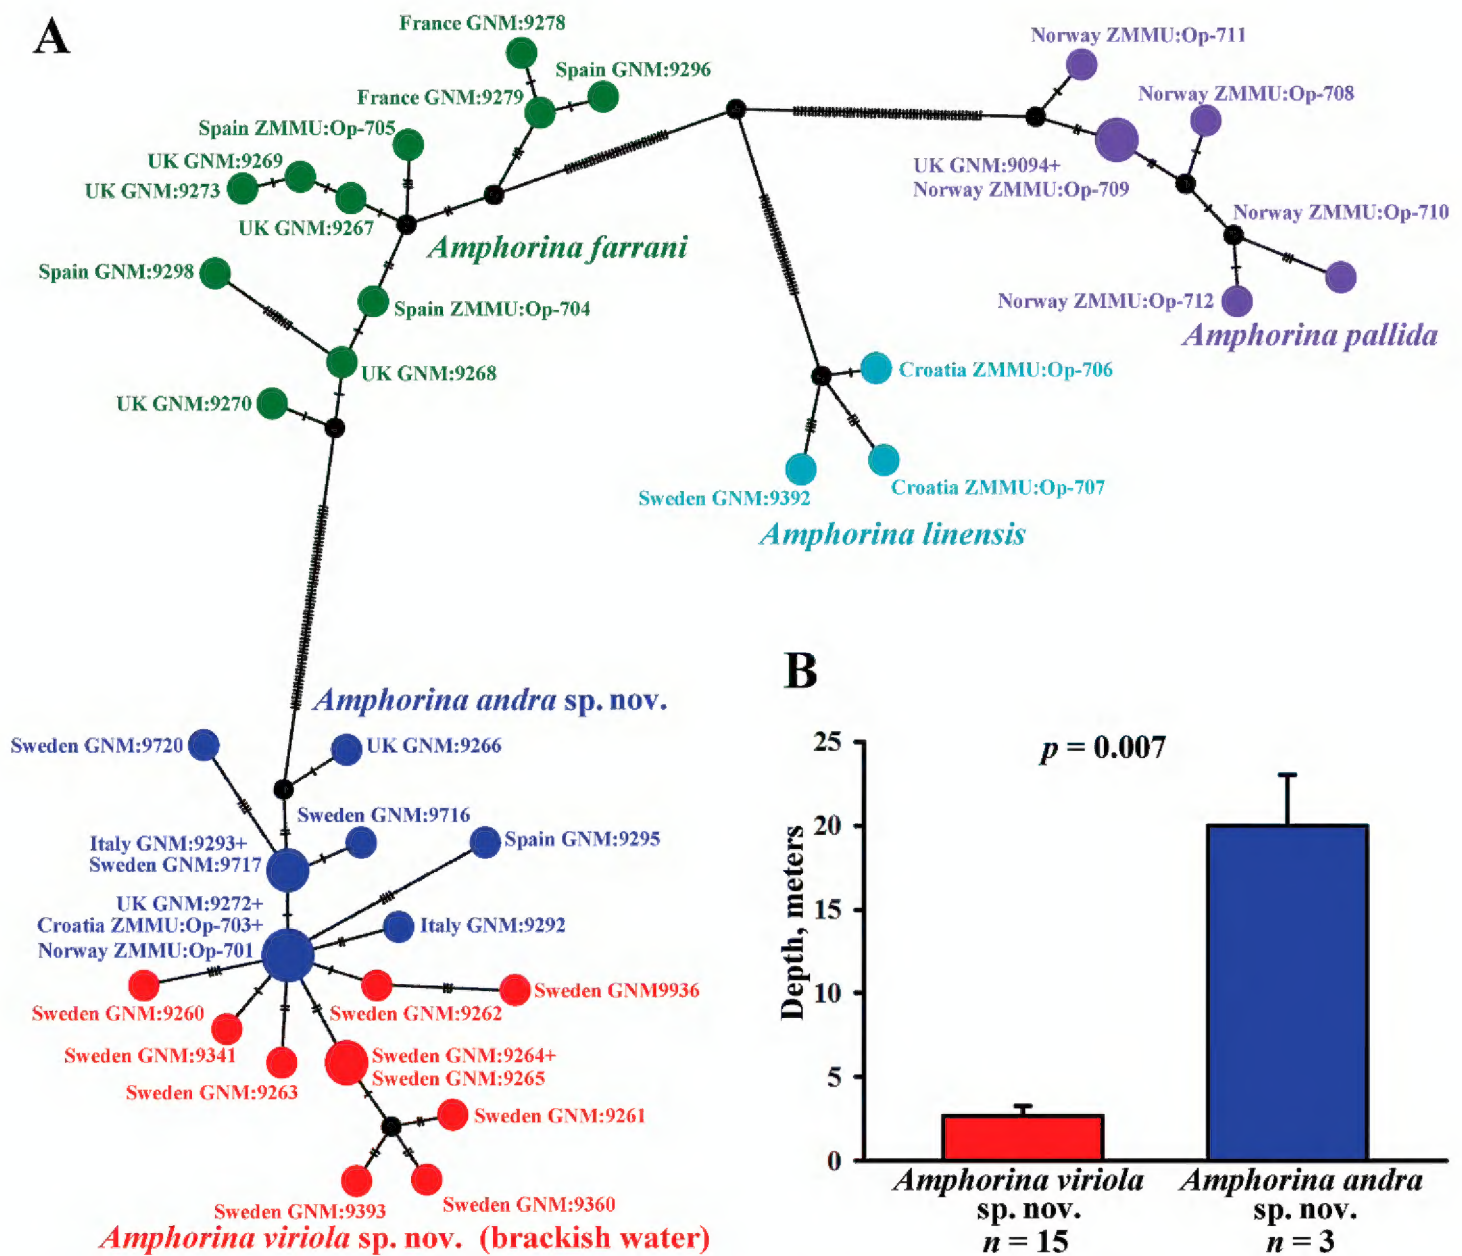 A
France GNM:9278
Spain GNM:9296
France GNM:9279
Spain ZMMU:Op-705
UK GNM:9269
UK GNM:9273
UK GNM:9267
Amphorina farrani
Spain GNM:9298
Spain ZMMU:Op-704
UK GNM:9268
UK GNM:9270
Norway ZMMU:Op-711
Norway ZMMU:Op-708
UK GNM:9094+
Norway ZMMU:Op-709
Norway ZMMU:Op-710
Norway ZMMU:Op-712
Amphorina pallida
Croatia ZMMU:Op-706
Croatia ZMMU:Op-707
Sweden GNM:9392
Amphorina linensis
Amphorina andra sp. nov.
Sweden GNM:9720
UK GNM:9266
Sweden GNM:9716
Italy GNM:9293+
Sweden GNM:9717
Spain GNM:9295
UK GNM:9272+
Croatia ZMMU:Op-703+
Norway ZMMU:Op-701
Italy GNM:9292
Sweden GNM9936
Sweden GNM:9260
Sweden GNM:9262
Sweden GNM:9341
Sweden GNM:9263
Sweden GNM:9264+
Sweden GNM:9265
Sweden GNM:9261
Sweden GNM:9360
Sweden GNM:9393
Amphorina viriola sp. nov. (brackish water)
B
p = 0.007
Depth, meters
25
20
15
10
5
0
Amphorina viriola
sp. nov.
n = 15
Amphorina andra
sp. nov.
n = 3